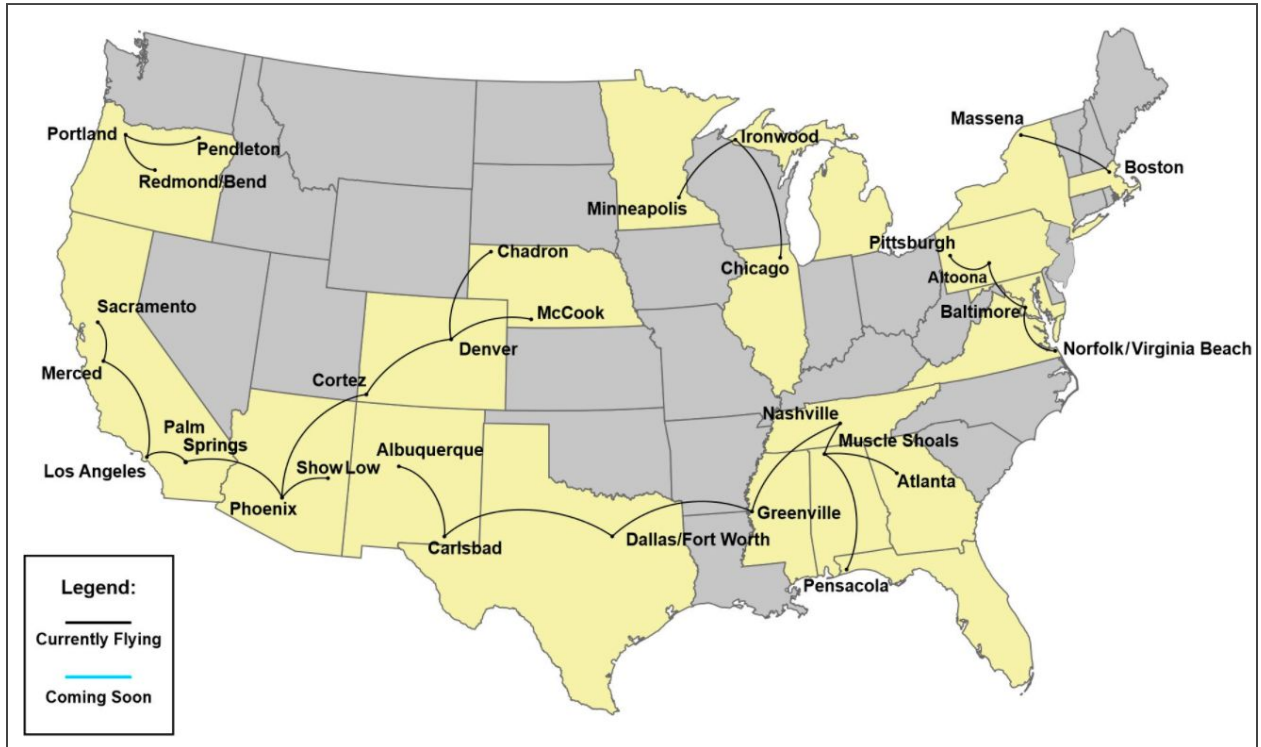 Massena
Portland
Pendleton
Ironwood
Boston
Redmond/Bend
Minneapolis
Pittsburgh
Chadron
Chicago
Altoona
Sacramento
McCook
Baltimore
Denver
Norfolk/Virginia Beach
Merced
Cortez
Nashville
Palm
Springs
Muscle Shoals
Albuquerque
Los Angeles
Show Low
Atlanta
Phoenix
Greenville
Carlsbad
Dallas/Fort Worth
Pensacola
Legend:
Currently Flying
Coming Soon